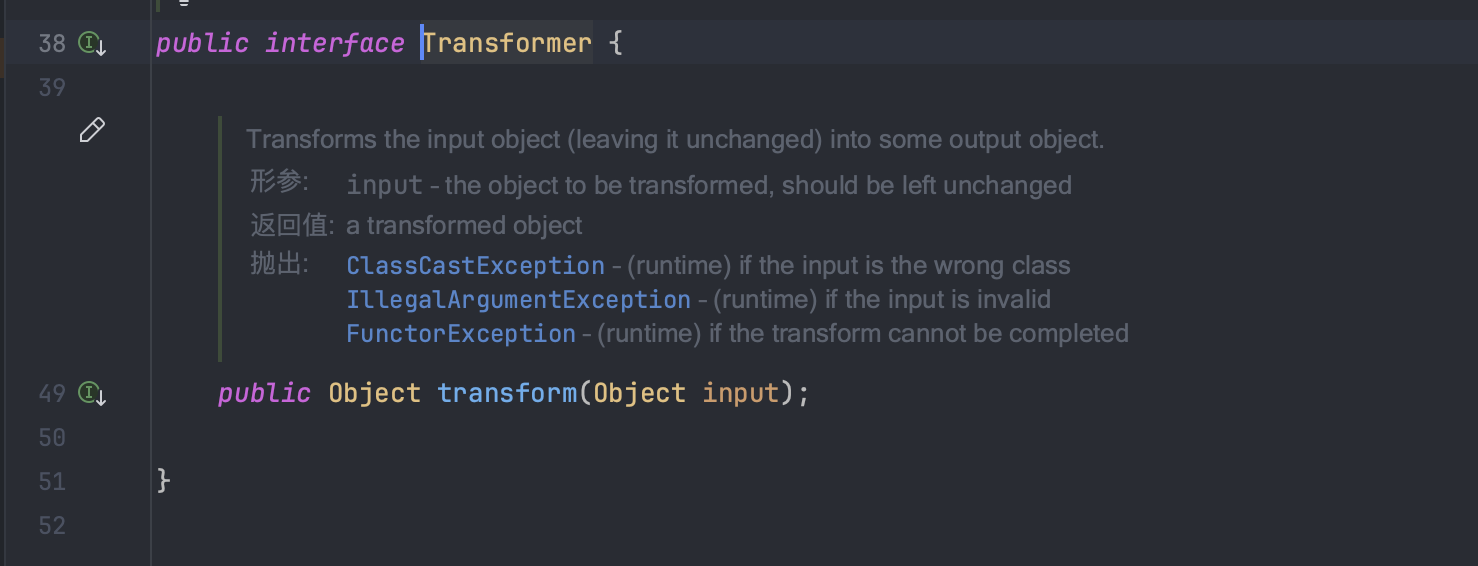 38 public interface Transformer {
39
Transforms the input object (leaving it unchanged) into some output object.
形参: input - the object to be transformed, should be left unchanged
返回值: a transformed object
抛出: ClassCastException - (runtime) if the input is the wrong class
IllegalArgumentException - (runtime) if the input is invalid
FunctorException - (runtime) if the transform cannot be completed
49 public Object transform(Object input);
50
51 }
52